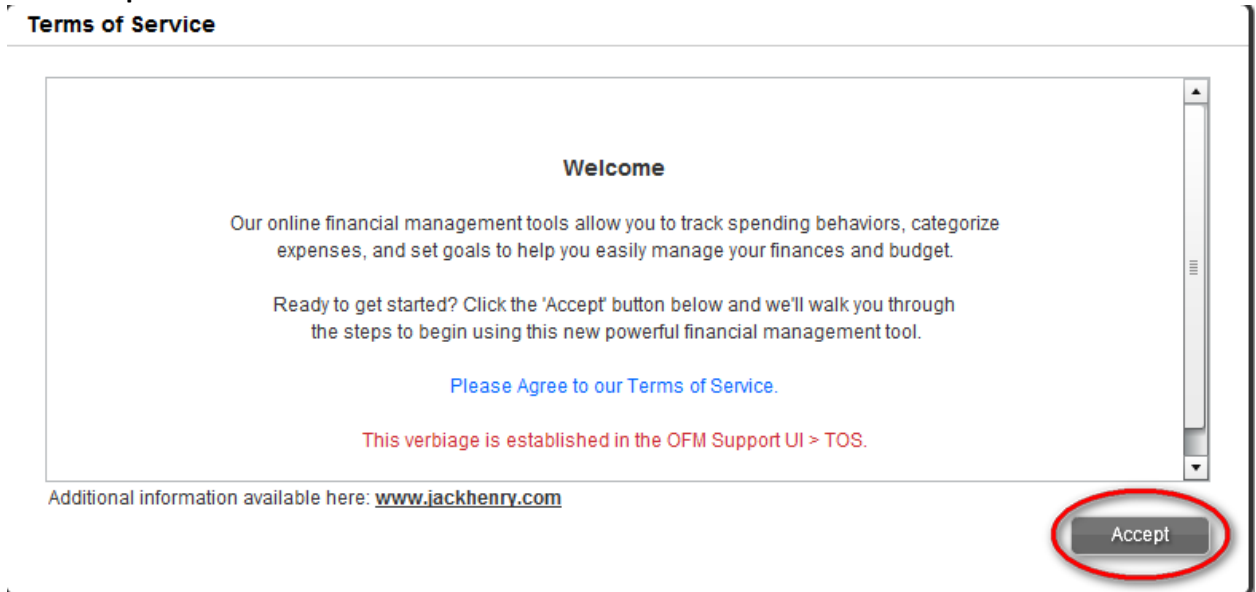 Terms of Service
Welcome
Our online financial management tools allow you to track spending behaviors, categorize
expenses, and set goals to help you easily manage your finances and budget.
Ready to get started? Click the 'Accept' button below and we'll walk you through
the steps to begin using this new powerful financial management tool.
Please Agree to our Terms of Service.
This verbiage is established in the OFM Support UI > TOS.
Additional information available here: www.jackhenry.com
Accept